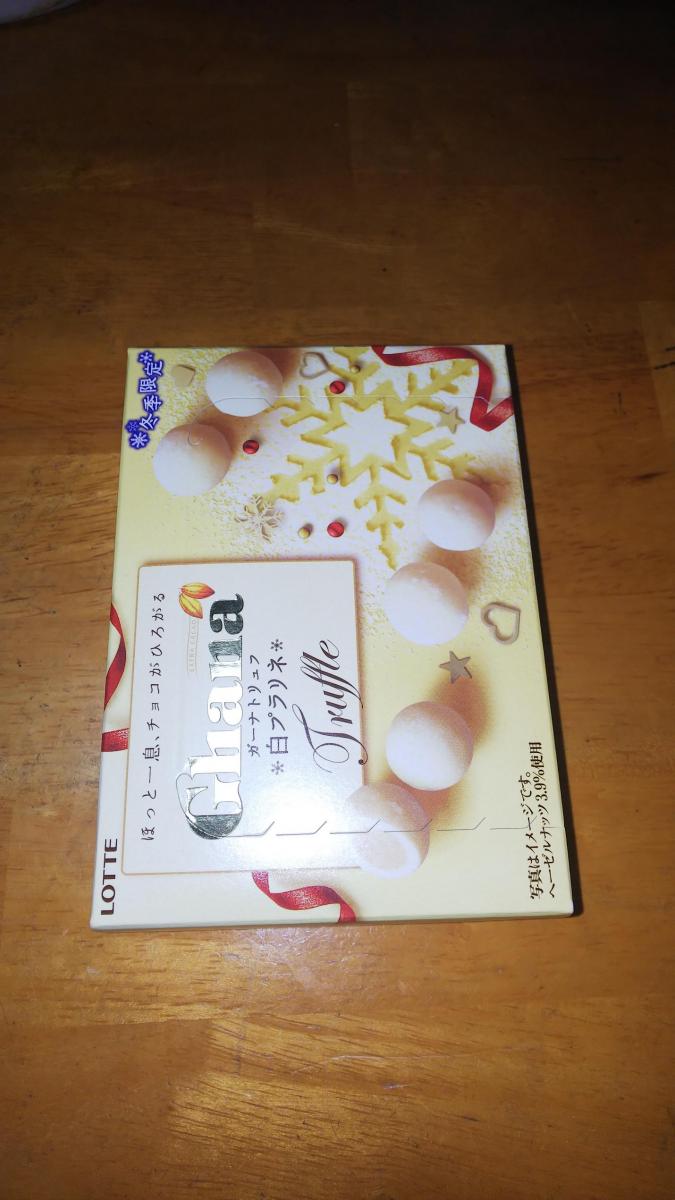 LOTTE
*冬季限定*
ほっと一息、チョコがひろがる
EXTRA CACAO
Ghana
ガーナトリュフ
*白プラリネ*
Truffle
写真はイメージです。
ヘーゼルナッツ3.9%使用